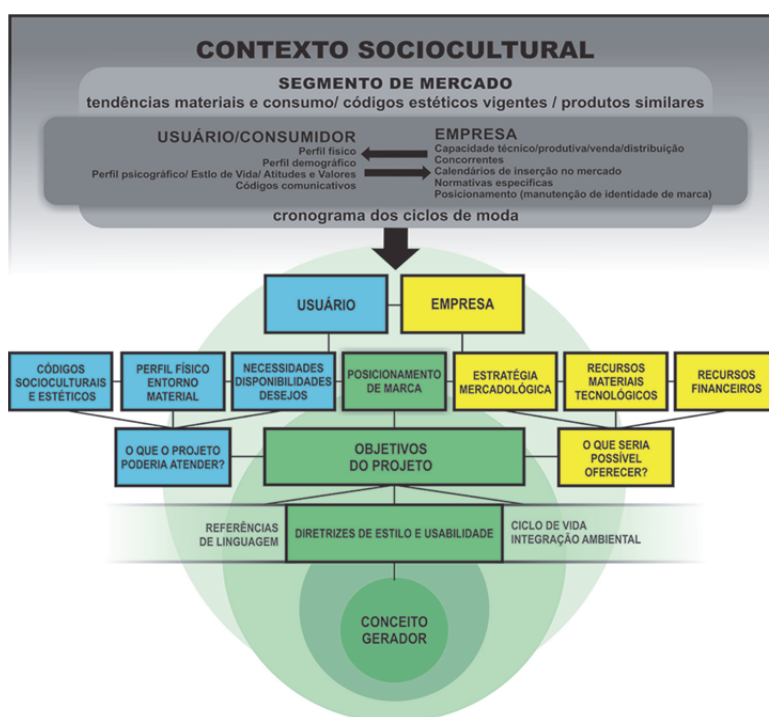 CONTEXTO SOCIOCULTURAL
SEGMENTO DE MERCADO
tendências materiais e consumo/ códigos estéticos vigentes / produtos similares
USUÁRIO/CONSUMIDOR
Perfil físico
Perfil demográfico
Perfil psicográfico/ Estlo de Vida/ Atitudes e Valores
Códigos comunicativos
EMPRESA
Capacidade técnico/produtiva/venda/distribuição
Concorrentes
Calendários de inserção no mercado
Normativas específicas
Posicionamento (manutenção de identidade de marca)
cronograma dos ciclos de moda
USUÁRIO
EMPRESA
CÓDIGOS
SOCIOCULTURAIS
E ESTÉTICOS
PERFIL FÍSICO
ENTORNO
MATERIAL
NECESSIDADES
DISPONIBILIDADES
DESEJOS
POSICIONAMENTO
DE MARCA
ESTRATÉGIA
MERCADOLÓGICA
RECURSOS
MATERIAIS
TECNOLÓGICOS
RECURSOS
FINANCEIROS
O QUE O PROJETO
PODERIA ATENDER?
OBJETIVOS
DO PROJETO
O QUE SERIA
POSSÍVEL
OFERECER?
REFERÊNCIAS
DE LINGUAGEM
DIRETRIZES DE ESTILO E USABILIDADE
CICLO DE VIDA
INTEGRAÇÃO AMBIENTAL
CONCEITO
GERADOR